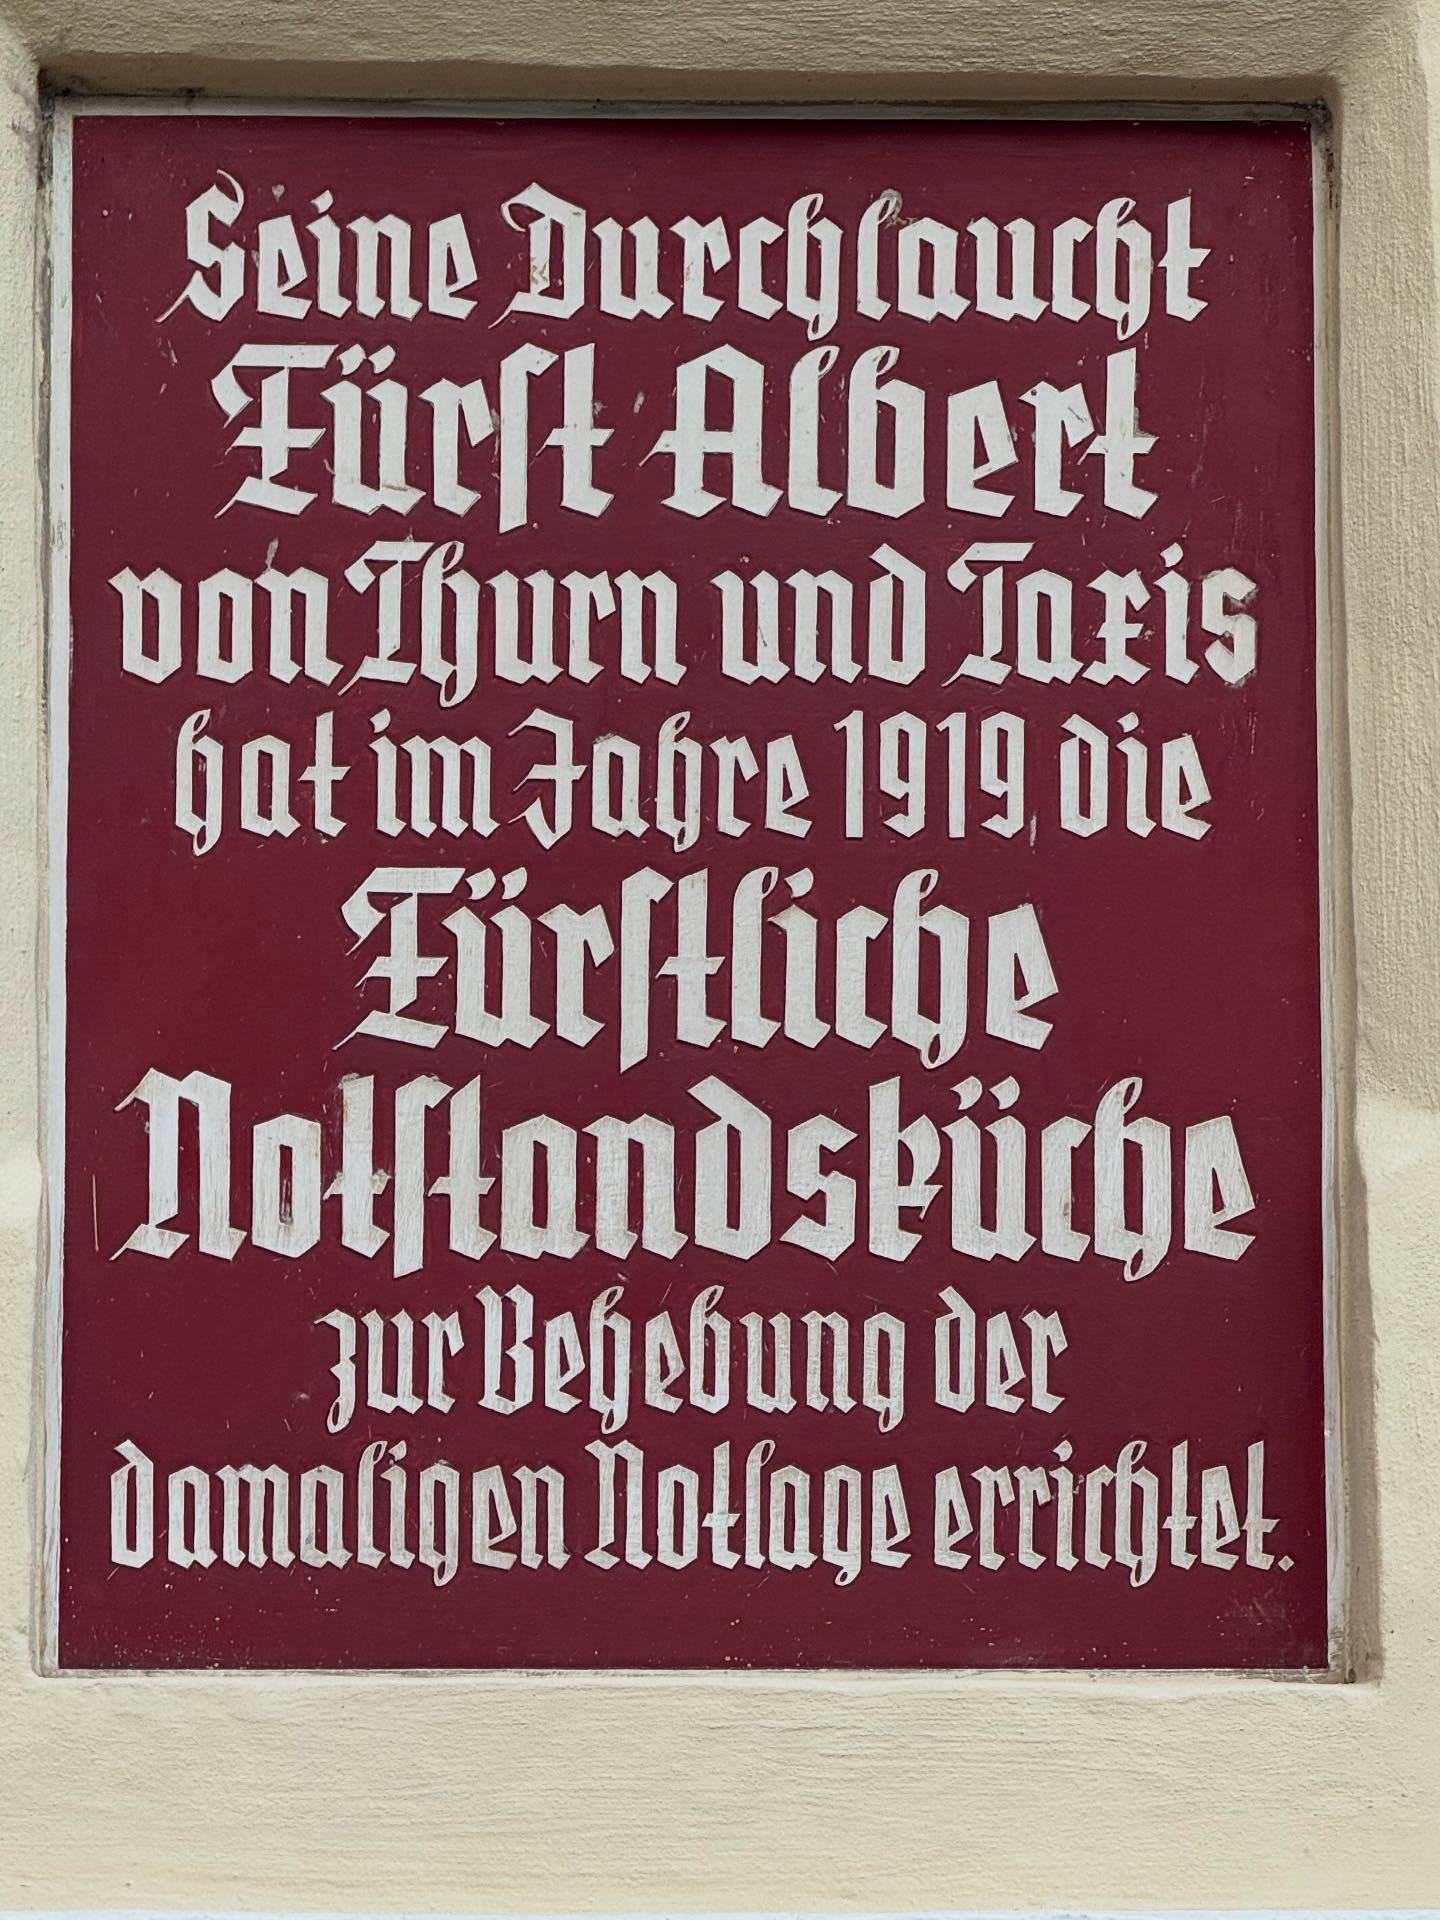 Seine Durchlaucht
Fürſt Albert
von Thurn und Taxis
hat im Jahre 1919 die
Fürſtliche
Notſtandsküche
zur Behebung der
damaligen Notlage errichtet.